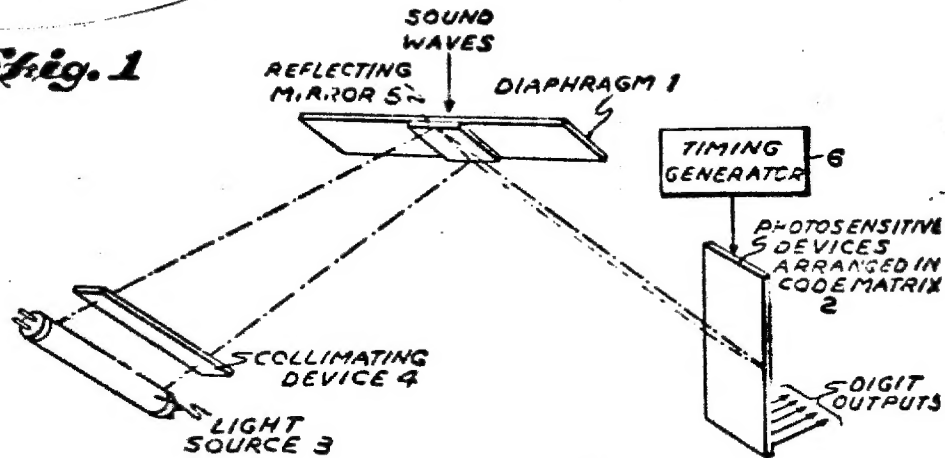 Fig. 1
SOUND
WAVES
REFLECTING
MIRROR 5
DIAPHRAGM 1
TIMING
GENERATOR
6
PHOTOSENSITIVE
DEVICES
ARRANGED IN
CODE MATRIX
2
COLLIMATING
DEVICE 4
LIGHT
SOURCE 3
DIGIT
OUTPUTS